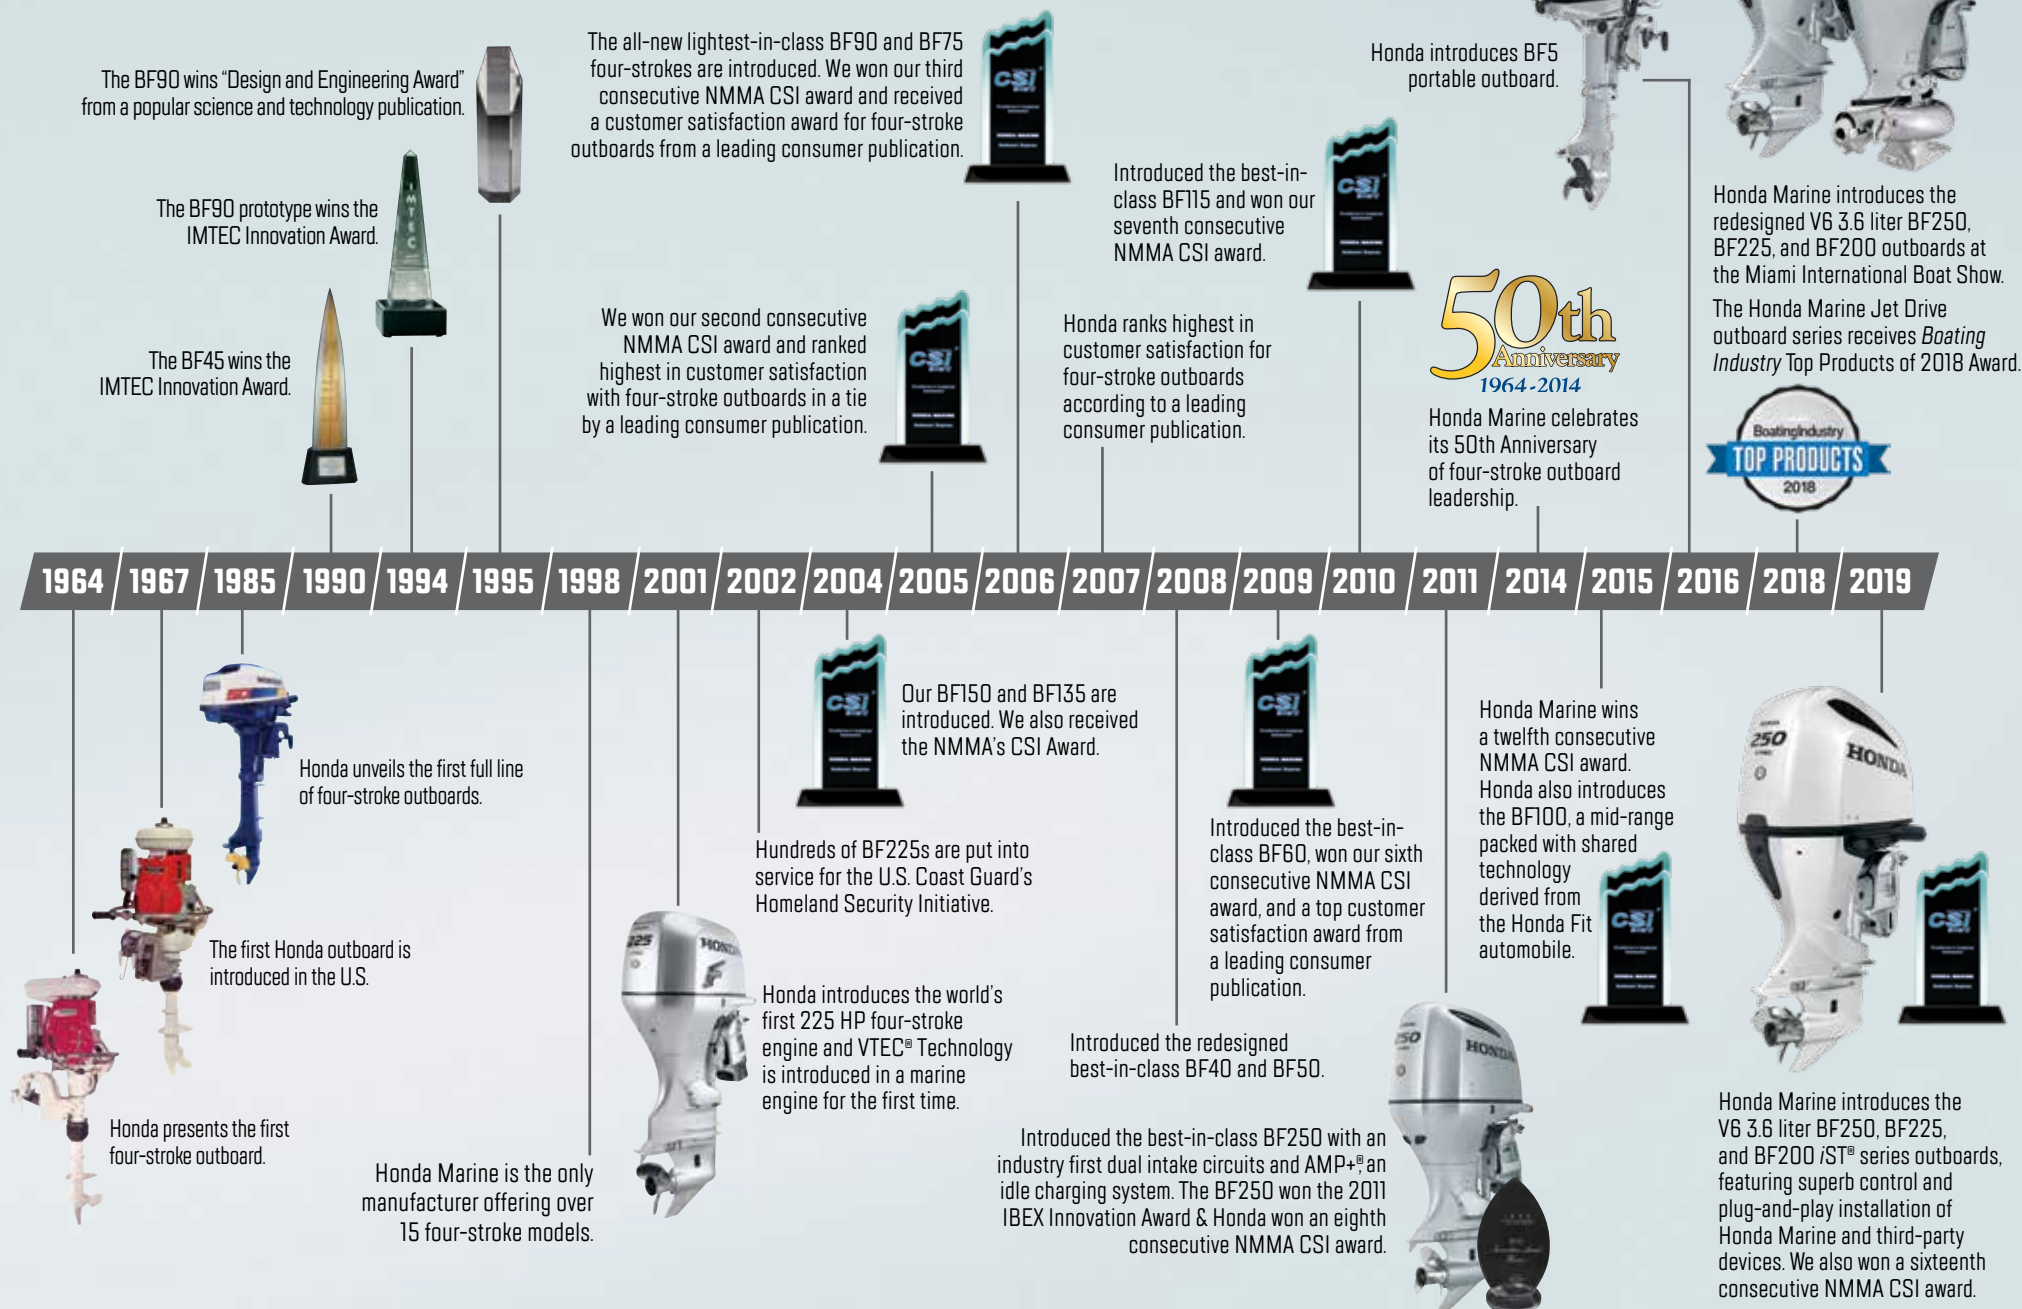 The BF90 wins “Design and Engineering Award”
from a popular science and technology publication.
The BF90 prototype wins the
IMTEC Innovation Award.
IMTEC
The BF45 wins the
IMTEC Innovation Award.
The all-new lightest-in-class BF90 and BF75
four-strokes are introduced. We won our third
consecutive NMMA CSI award and received
a customer satisfaction award for four-stroke
outboards from a leading consumer publication.
CSI
We won our second consecutive
NMMA CSI award and ranked
highest in customer satisfaction
with four-stroke outboards in a tie
by a leading consumer publication.
CSI
Honda ranks highest in
customer satisfaction for
four-stroke outboards
according to a leading
consumer publication.
Introduced the best-in-
class BF115 and won our
seventh consecutive
NMMA CSI award.
CSI
Honda introduces BF5
portable outboard.
50th
Anniversary
1964-2014
Honda Marine celebrates
its 50th Anniversary
of four-stroke outboard
leadership.
Honda Marine introduces the
redesigned V6 3.6 liter BF250,
BF225, and BF200 outboards at
the Miami International Boat Show.
The Honda Marine Jet Drive
outboard series receives Boating
Industry Top Products of 2018 Award.
BoatingIndustry
TOP PRODUCTS
2018
1964 1967 1985 1990 1994 1995 1998 2001 2002 2004 2005 2006 2007 2008 2009 2010 2011 2014 2015 2016 2018 2019
Honda presents the first
four-stroke outboard.
The first Honda outboard is
introduced in the U.S.
Honda unveils the first full line
of four-stroke outboards.
Honda Marine is the only
manufacturer offering over
15 four-stroke models.
225
HONDA
Honda introduces the world’s
first 225 HP four-stroke
engine and VTEC® Technology
is introduced in a marine
engine for the first time.
Hundreds of BF225s are put into
service for the U.S. Coast Guard’s
Homeland Security Initiative.
CSI
Our BF150 and BF135 are
introduced. We also received
the NMMA’s CSI Award.
Introduced the redesigned
best-in-class BF40 and BF50.
CSI
Introduced the best-in-
class BF60, won our sixth
consecutive NMMA CSI
award, and a top customer
satisfaction award from
a leading consumer
publication.
Introduced the best-in-class BF250 with an
industry first dual intake circuits and AMP+®, an
idle charging system. The BF250 won the 2011
IBEX Innovation Award & Honda won an eighth
consecutive NMMA CSI award.
250
HONDA
Honda Marine wins
a twelfth consecutive
NMMA CSI award.
Honda also introduces
the BF100, a mid-range
packed with shared
technology
derived from
the Honda Fit
automobile.
CSI
250
HONDA
CSI
Honda Marine introduces the
V6 3.6 liter BF250, BF225,
and BF200 iST® series outboards,
featuring superb control and
plug-and-play installation of
Honda Marine and third-party
devices. We also won a sixteenth
consecutive NMMA CSI award.